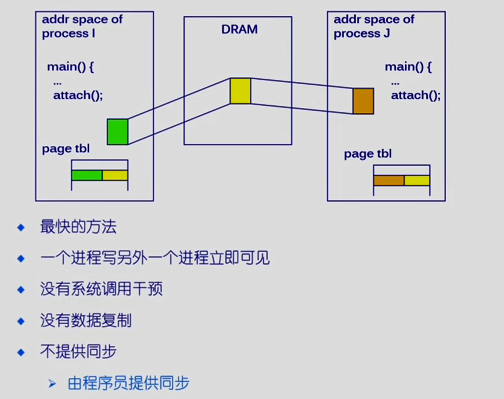 addr space of
process I
main() {
...
attach();
page tbl
DRAM
addr space of
process J
main() {
...
attach();
page tbl
最快的方法
一个进程写另外一个进程立即可见
没有系统调用干预
没有数据复制
不提供同步
由程序员提供同步